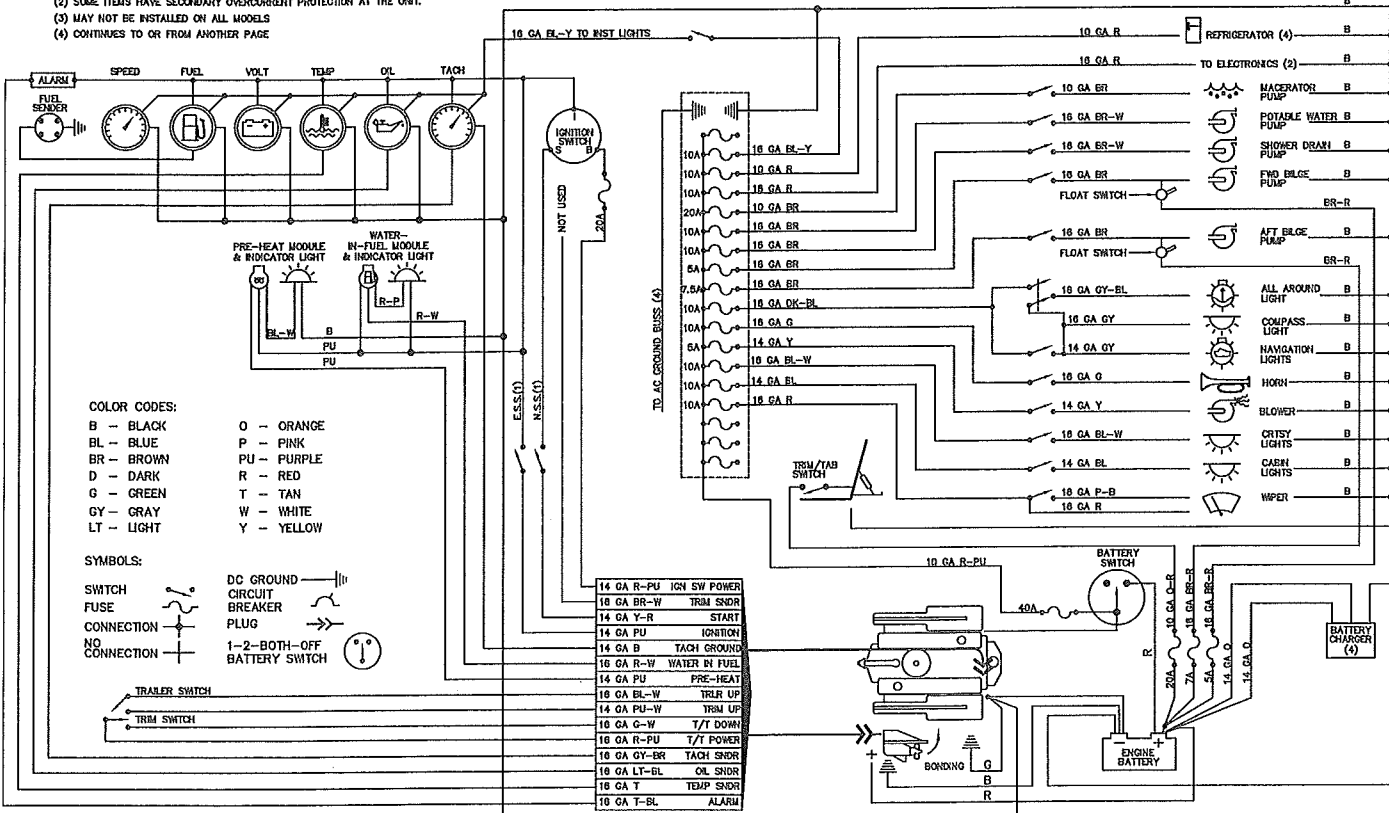 (2) SOME ITEMS HAVE SECONDARY OVERCURRENT PROTECTION AT THE UNIT.
(3) MAY NOT BE INSTALLED ON ALL MODELS
(4) CONTINUES TO OR FROM ANOTHER PAGE
16 GA BL-Y TO INST LIGHTS
ALARM
SPEED
FUEL
VOLT
TEMP
OIL
TACH
FUEL
SENDER
IGNITION
SWITCH
S B
NOT USED
20A
PRE-HEAT MODULE
& INDICATOR LIGHT
WATER-
IN-FUEL MODULE
& INDICATOR LIGHT
R-P
R-W
BL-W
B
PU
PU
E.S.S.(1)
N.S.S.(1)
COLOR CODES:
B - BLACK
BL - BLUE
BR - BROWN
D - DARK
G - GREEN
GY - GRAY
LT - LIGHT
O - ORANGE
P - PINK
PU - PURPLE
R - RED
T - TAN
W - WHITE
Y - YELLOW
SYMBOLS:
SWITCH
FUSE
CONNECTION
NO
CONNECTION
DC GROUND
CIRCUIT
BREAKER
PLUG
1-2-BOTH-OFF
BATTERY SWITCH
TRAILER SWITCH
TRIM SWITCH
14 GA R-PU IGN SW POWER
16 GA BR-W TRIM SNDR
14 GA Y-R START
14 GA PU IGNITION
14 GA B TACH GROUND
16 GA R-W WATER IN FUEL
14 GA PU PRE-HEAT
16 GA BL-W TRLR UP
14 GA PU-W TRIM UP
16 GA G-W T/T DOWN
16 GA R-PU T/T POWER
16 GA GY-BR TACH SNDR
16 GA LT-BL OIL SNDR
16 GA T TEMP SNDR
16 GA T-BL ALARM
TO AC GROUND BUSS (4)
10A 16 GA BL-Y
10A 10 GA R
10A 16 GA R
20A 10 GA BR
10A 16 GA BR
10A 16 GA BR
5A 16 GA BR
7.5A 16 GA BR
10A 16 GA DK-BL
10A 16 GA G
5A 14 GA Y
10A 16 GA BL-W
10A 14 GA BL
10A 16 GA R
B
10 GA R REFRIGERATOR (4) B
16 GA R TO ELECTRONICS (2) B
10 GA BR MACERATOR B
PUMP
16 GA BR-W POTABLE WATER B
PUMP
16 GA BR-W SHOWER DRAIN B
PUMP
16 GA BR FWD BILGE B
PUMP
FLOAT SWITCH
BR-R
16 GA BR AFT BILGE B
PUMP
FLOAT SWITCH
BR-R
16 GA GY-BL ALL AROUND B
LIGHT
16 GA GY COMPASS B
LIGHT
14 GA GY NAVIGATION B
LIGHTS
16 GA G HORN B
14 GA Y BLOWER B
16 GA BL-W CRTSY B
LIGHTS
14 GA BL CABIN B
LIGHTS
16 GA P-B WIPER B
16 GA R
TRIM/TAB
SWITCH
10 GA R-PU
40A
BATTERY
SWITCH
R
10 GA O-R
16 GA BR-R
16 GA BR-R
14 GA O
14 GA O
20A
7A
5A
BATTERY
CHARGER
(4)
- +
ENGINE
BATTERY
+
BONDING
G
B
R